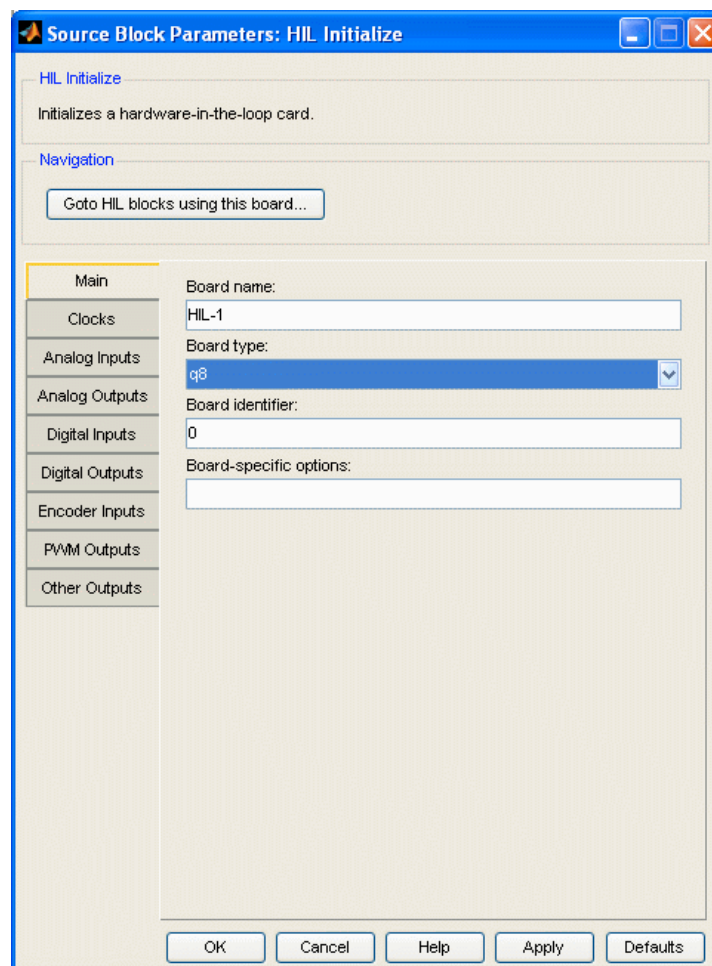 Source Block Parameters: HIL Initialize
HIL Initialize
Initializes a hardware-in-the-loop card.
Navigation
Goto HIL blocks using this board...
Main
Clocks
Analog Inputs
Analog Outputs
Digital Inputs
Digital Outputs
Encoder Inputs
PWM Outputs
Other Outputs
Board name:
HIL-1
Board type:
q8
Board identifier:
0
Board-specific options:
OK Cancel Help Apply Defaults